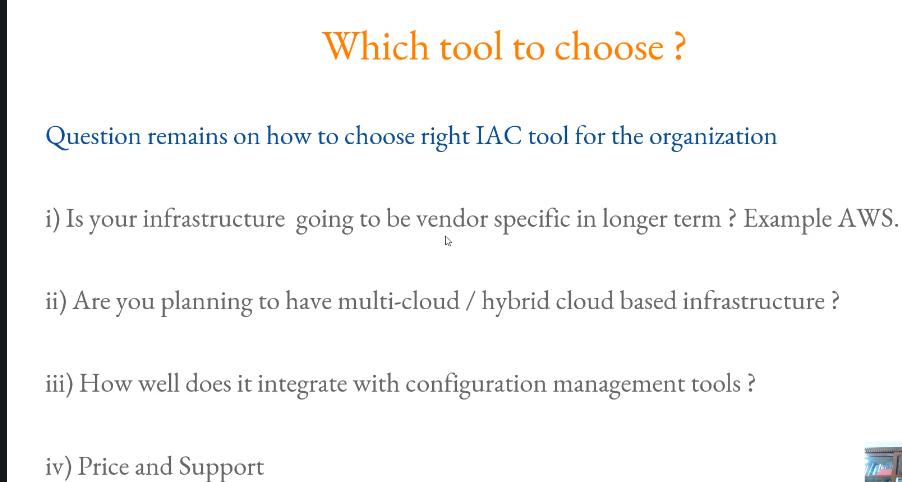 Which tool to choose ?
Question remains on how to choose right IAC tool for the organization
i) Is your infrastructure going to be vendor specific in longer term ? Example AWS.
ii) Are you planning to have multi-cloud / hybrid cloud based infrastructure ?
iii) How well does it integrate with configuration management tools ?
iv) Price and Support